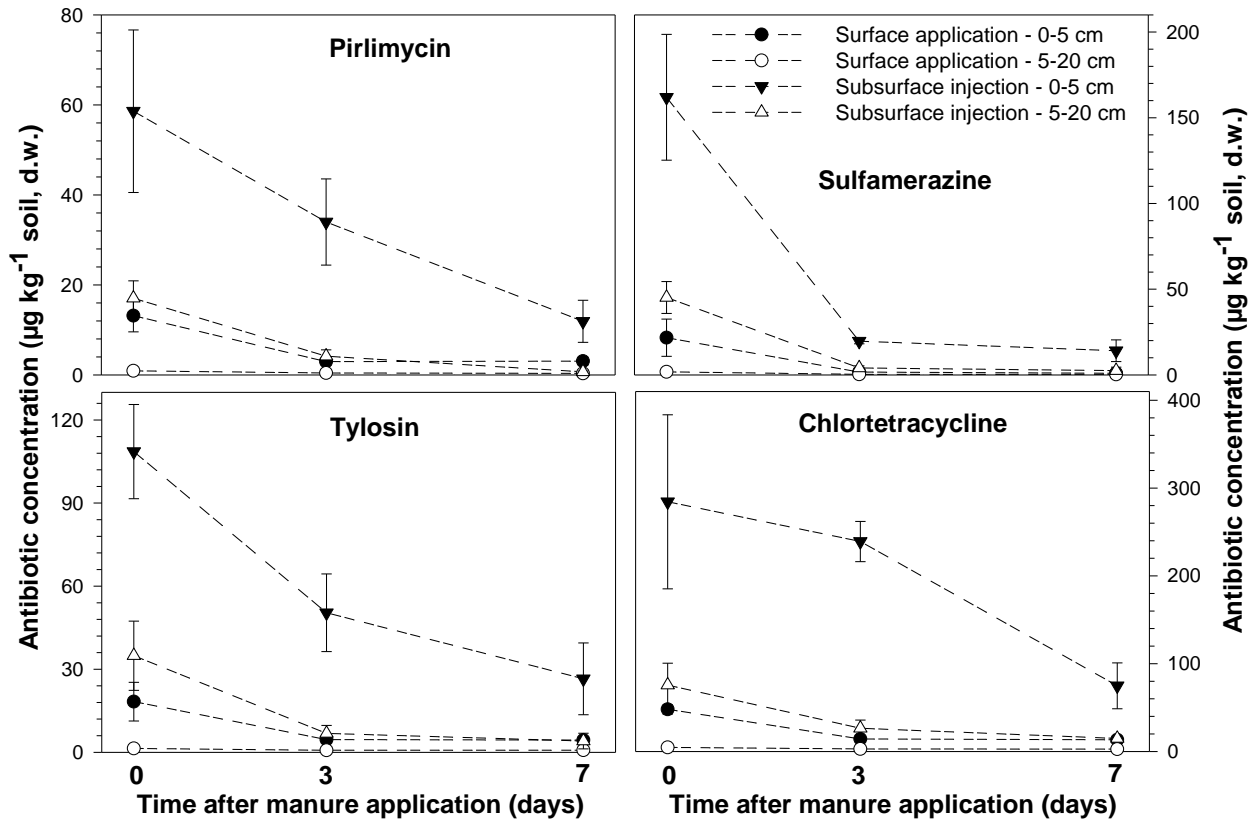 Antibiotic concentration (µg kg⁻¹ soil, d.w.)
80
60
40
20
0
Pirlimycin
Surface application - 0-5 cm
Surface application - 5-20 cm
Subsurface injection - 0-5 cm
Subsurface injection - 5-20 cm
Sulfamerazine
200
150
100
50
0
Antibiotic concentration (µg kg⁻¹ soil, d.w.)
120
90
60
30
0
Tylosin
Chlortetracycline
400
300
200
100
0
0 3 7
0 3 7
Time after manure application (days)
Time after manure application (days)